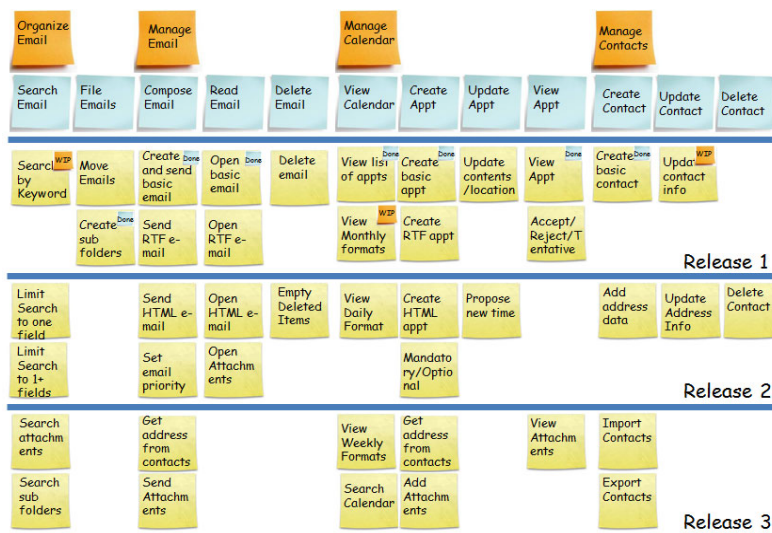 Organize
Email
Manage
Email
Manage
Calendar
Manage
Contacts
Search
Email
File
Emails
Compose
Email
Read
Email
Delete
Email
View
Calendar
Create
Appt
Update
Appt
View
Appt
Create
Contact
Update
Contact
Delete
Contact
Search
by
Keyword
WIP
Move
Emails
Create
and send
basic
email
Done
Open
basic
email
Done
Delete
email
View list
of appts
Done
Create
basic
appt
Done
Update
contents
/location
View
Appt
Done
Create
basic
contact
Done
Update
contact
info
WIP
Create
sub
folders
Done
Send
RTF e-
mail
Open
RTF e-
mail
View
Monthly
formats
WIP
Create
RTF appt
Accept/
Reject/T
entative
Release 1
Limit
Search
to one
field
Send
HTML e-
mail
Open
HTML e-
mail
Empty
Deleted
Items
View
Daily
Format
Create
HTML
appt
Propose
new time
Add
address
data
Update
Address
Info
Delete
Contact
Limit
Search
to 1+
fields
Set
email
priority
Open
Attachm
ents
Mandato
ry/Optio
nal
Release 2
Search
attachm
ents
Get
address
from
contacts
View
Weekly
Formats
Get
address
from
contacts
View
Attachm
ents
Import
Contacts
Search
sub
folders
Send
Attachm
ents
Search
Calendar
Add
Attachm
ents
Export
Contacts
Release 3